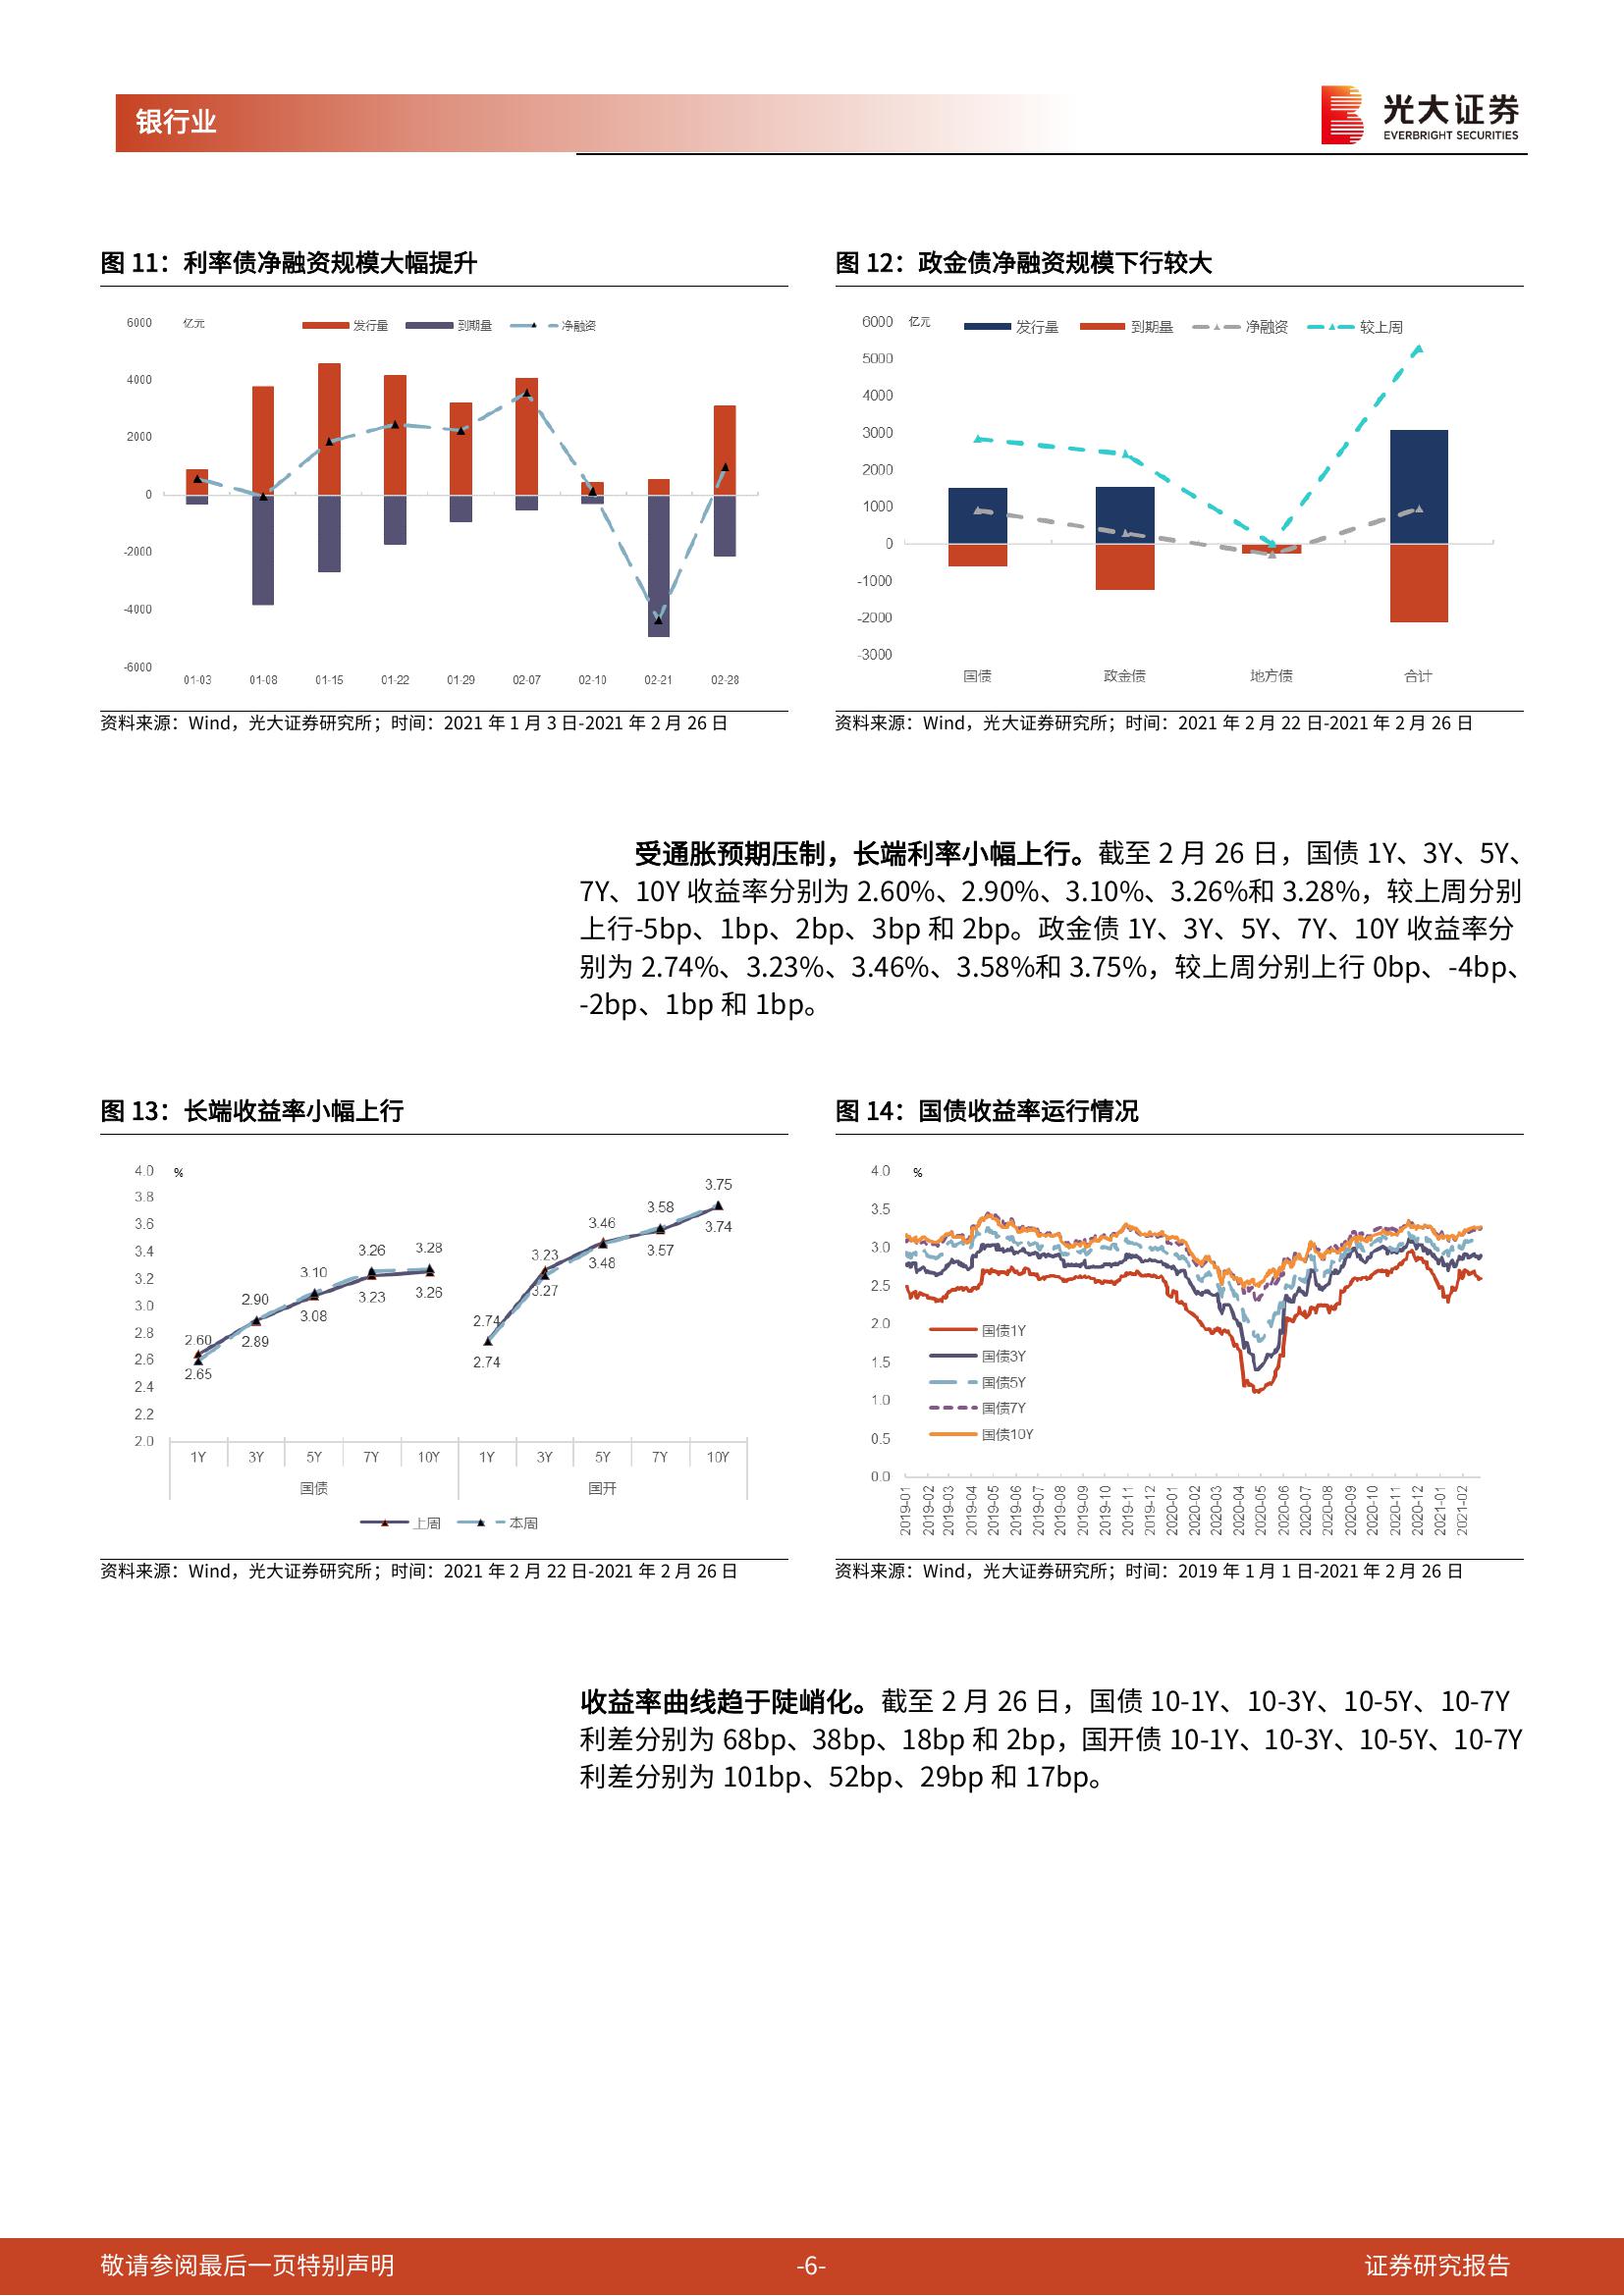 银行业
光大证券
EVERBRIGHT SECURITIES
图 11：利率债净融资规模大幅提升
6000
亿元
发行量
到期量
净融资
4000
2000
0
-2000
-4000
-6000
01-03 01-08 01-15 01-22 01-29 02-07 02-10 02-21 02-28
资料来源：Wind，光大证券研究所；时间：2021 年 1 月 3 日-2021 年 2 月 26 日
图 12：政金债净融资规模下行较大
6000
亿元
发行量
到期量
净融资
较上周
5000
4000
3000
2000
1000
0
-1000
-2000
-3000
国债 政金债 地方债 合计
资料来源：Wind，光大证券研究所；时间：2021 年 2 月 22 日-2021 年 2 月 26 日
受通胀预期压制，长端利率小幅上行。截至 2 月 26 日，国债 1Y、3Y、5Y、
7Y、10Y 收益率分别为 2.60%、2.90%、3.10%、3.26%和 3.28%，较上周分别
上行-5bp、1bp、2bp、3bp 和 2bp。政金债 1Y、3Y、5Y、7Y、10Y 收益率分
别为 2.74%、3.23%、3.46%、3.58%和 3.75%，较上周分别上行 0bp、-4bp、
-2bp、1bp 和 1bp。
图 13：长端收益率小幅上行
4.0
%
3.8
3.6
3.4
3.2
3.0
2.8
2.6
2.4
2.2
2.0
2.60 2.90 3.10 3.26 3.28 2.74 3.23 3.46 3.58 3.75
2.65 2.89 3.08 3.23 3.26 2.74 3.27 3.48 3.57 3.74
1Y 3Y 5Y 7Y 10Y 1Y 3Y 5Y 7Y 10Y
国债 国开
上周 本周
资料来源：Wind，光大证券研究所；时间：2021 年 2 月 22 日-2021 年 2 月 26 日
图 14：国债收益率运行情况
4.0
%
3.5
3.0
2.5
2.0
1.5
1.0
0.5
0.0
国债1Y
国债3Y
国债5Y
国债7Y
国债10Y
2019-01 2019-02 2019-03 2019-04 2019-05 2019-06 2019-07 2019-08 2019-09 2019-10 2019-11 2019-12 2020-01 2020-02 2020-03 2020-04 2020-05 2020-06 2020-07 2020-08 2020-09 2020-10 2020-11 2020-12 2021-01 2021-02
资料来源：Wind，光大证券研究所；时间：2019 年 1 月 1 日-2021 年 2 月 26 日
收益率曲线趋于陡峭化。截至 2 月 26 日，国债 10-1Y、10-3Y、10-5Y、10-7Y
利差分别为 68bp、38bp、18bp 和 2bp，国开债 10-1Y、10-3Y、10-5Y、10-7Y
利差分别为 101bp、52bp、29bp 和 17bp。
敬请参阅最后一页特别声明
-6-
证券研究报告